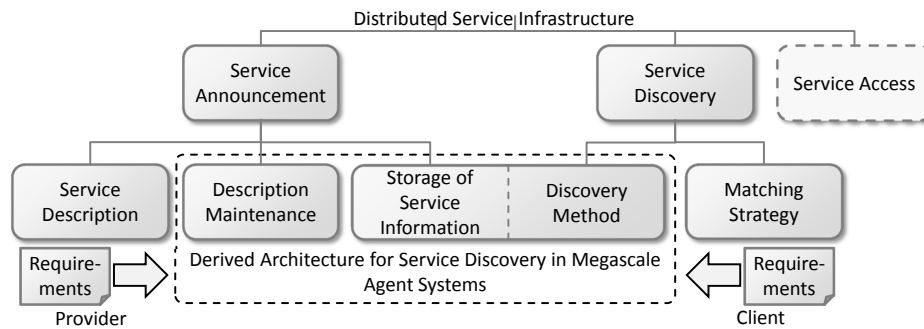 Distributed Service Infrastructure
Service
Announcement
Service
Discovery
Service Access
Service
Description
Description
Maintenance
Storage of
Service
Information
Discovery
Method
Matching
Strategy
Require-
ments
Derived Architecture for Service Discovery in Megascale
Agent Systems
Require-
ments
Provider
Client